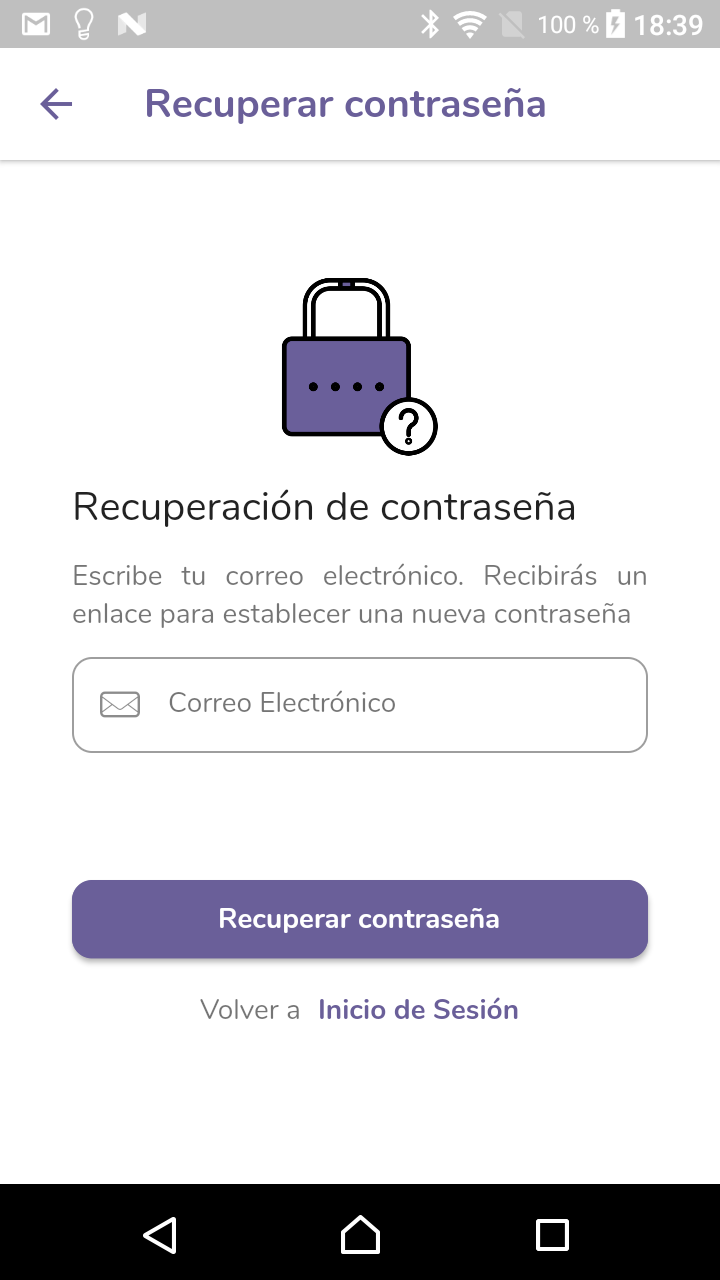 100 % 18:39
Recuperar contraseña
?
Recuperación de contraseña
Escribe tu correo electrónico. Recibirás un
enlace para establecer una nueva contraseña
Correo Electrónico
Recuperar contraseña
Volver a Inicio de Sesión